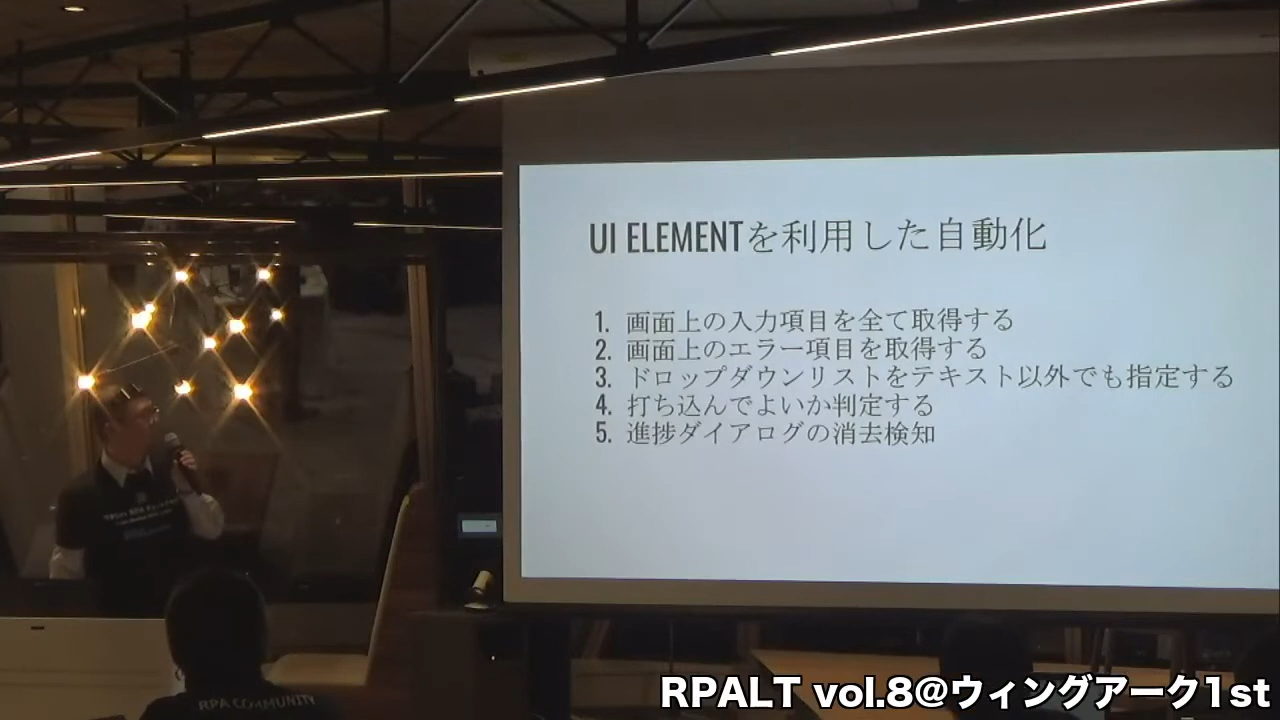 UI ELEMENTを利用した自動化
1. 画面上の入力項目を全て取得する
2. 画面上のエラー項目を取得する
3. ドロップダウンリストをテキスト以外でも指定する
4. 打ち込んでよいか判定する
5. 進捗ダイアログの消去検知
RPA COMMUNITY
RPALT vol.8@ウィングアーク1st